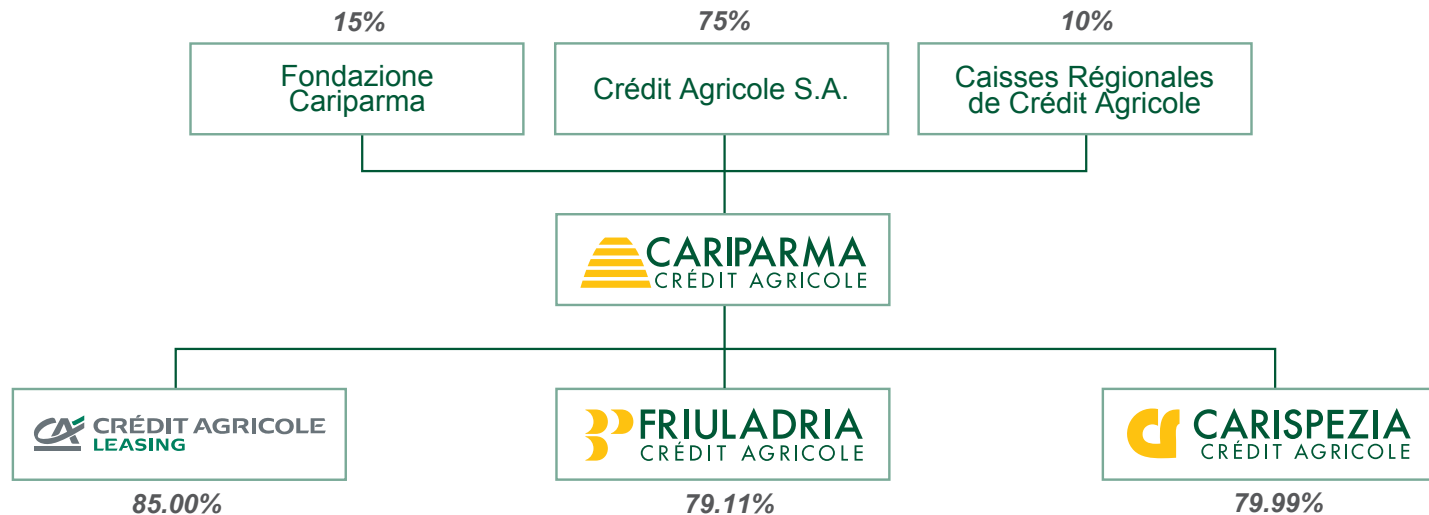 15%
75%
10%
Fondazione
Cariparma
Crédit Agricole S.A.
Caisses Régionales
de Crédit Agricole
CARIPARMA
CRÉDIT AGRICOLE
CA CRÉDIT AGRICOLE
LEASING
FRIULADRIA
CRÉDIT AGRICOLE
CARISPEZIA
CRÉDIT AGRICOLE
85.00%
79.11%
79.99%